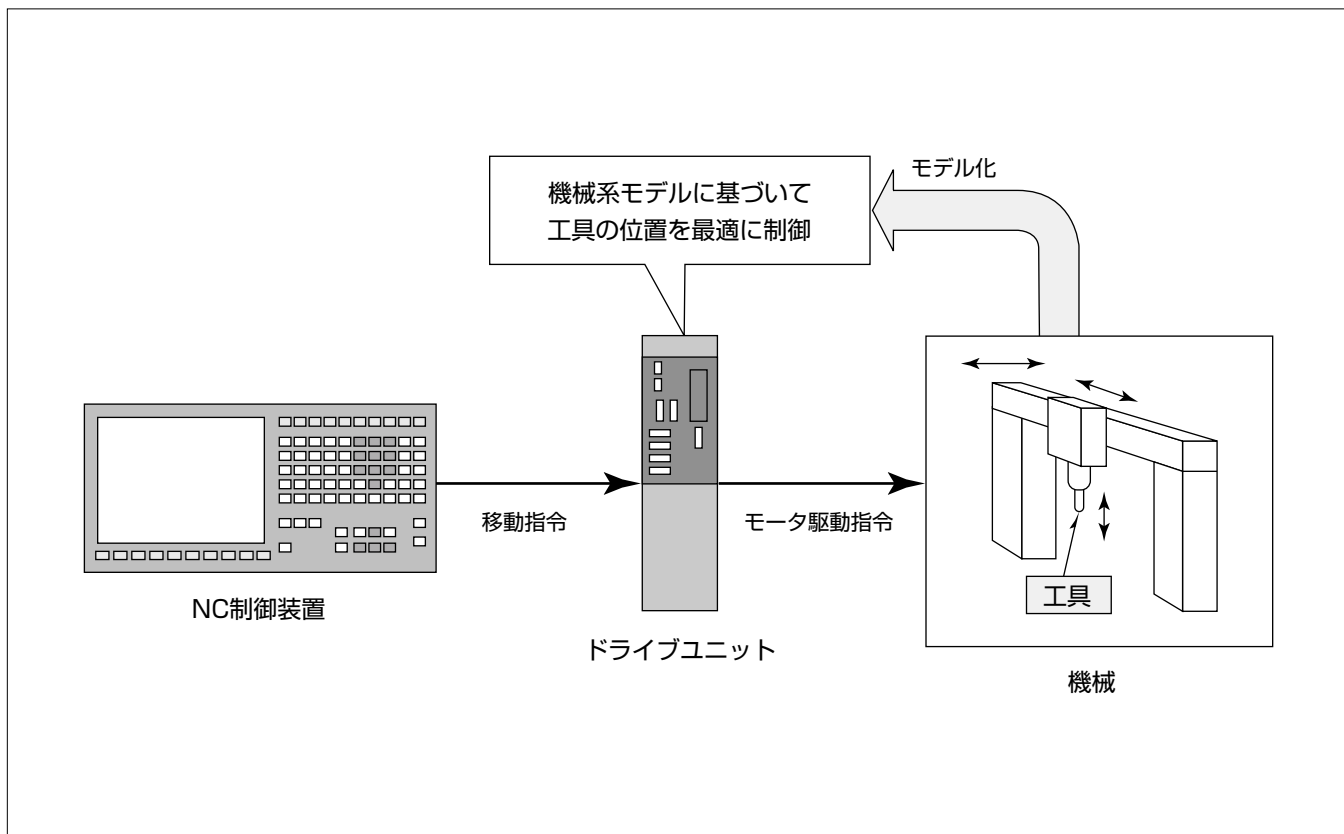 モデル化
機械系モデルに基づいて
工具の位置を最適に制御
移動指令
モータ駆動指令
工具
NC制御装置
ドライブユニット
機械